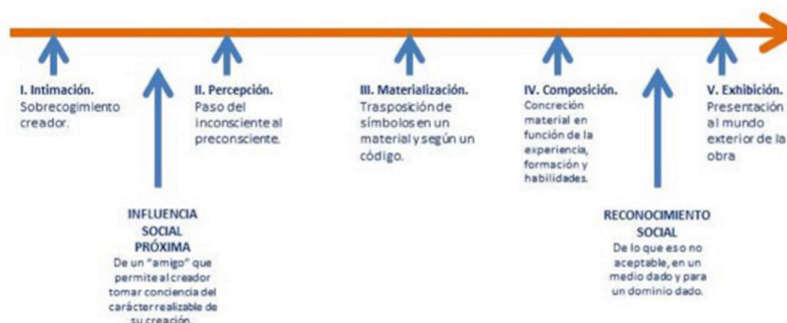 I. Intimación.
Sobrecogimiento
creador.
II. Percepción.
Paso del
inconsciente al
preconsciente.
III. Materialización.
Trasposición de
símbolos en un
material y según un
código.
IV. Composición.
Concreción
material en
función de la
experiencia,
formación y
habilidades.
V. Exhibición.
Presentación
al mundo
exterior de la
obra
INFLUENCIA
SOCIAL
PRÓXIMA
De un "amigo" que
permite al creador
tomar conciencia del
carácter realizable de
su creación.
RECONOCIMIENTO
SOCIAL
De lo que es o no
aceptable, en un
medio dado y para
un dominio dado.